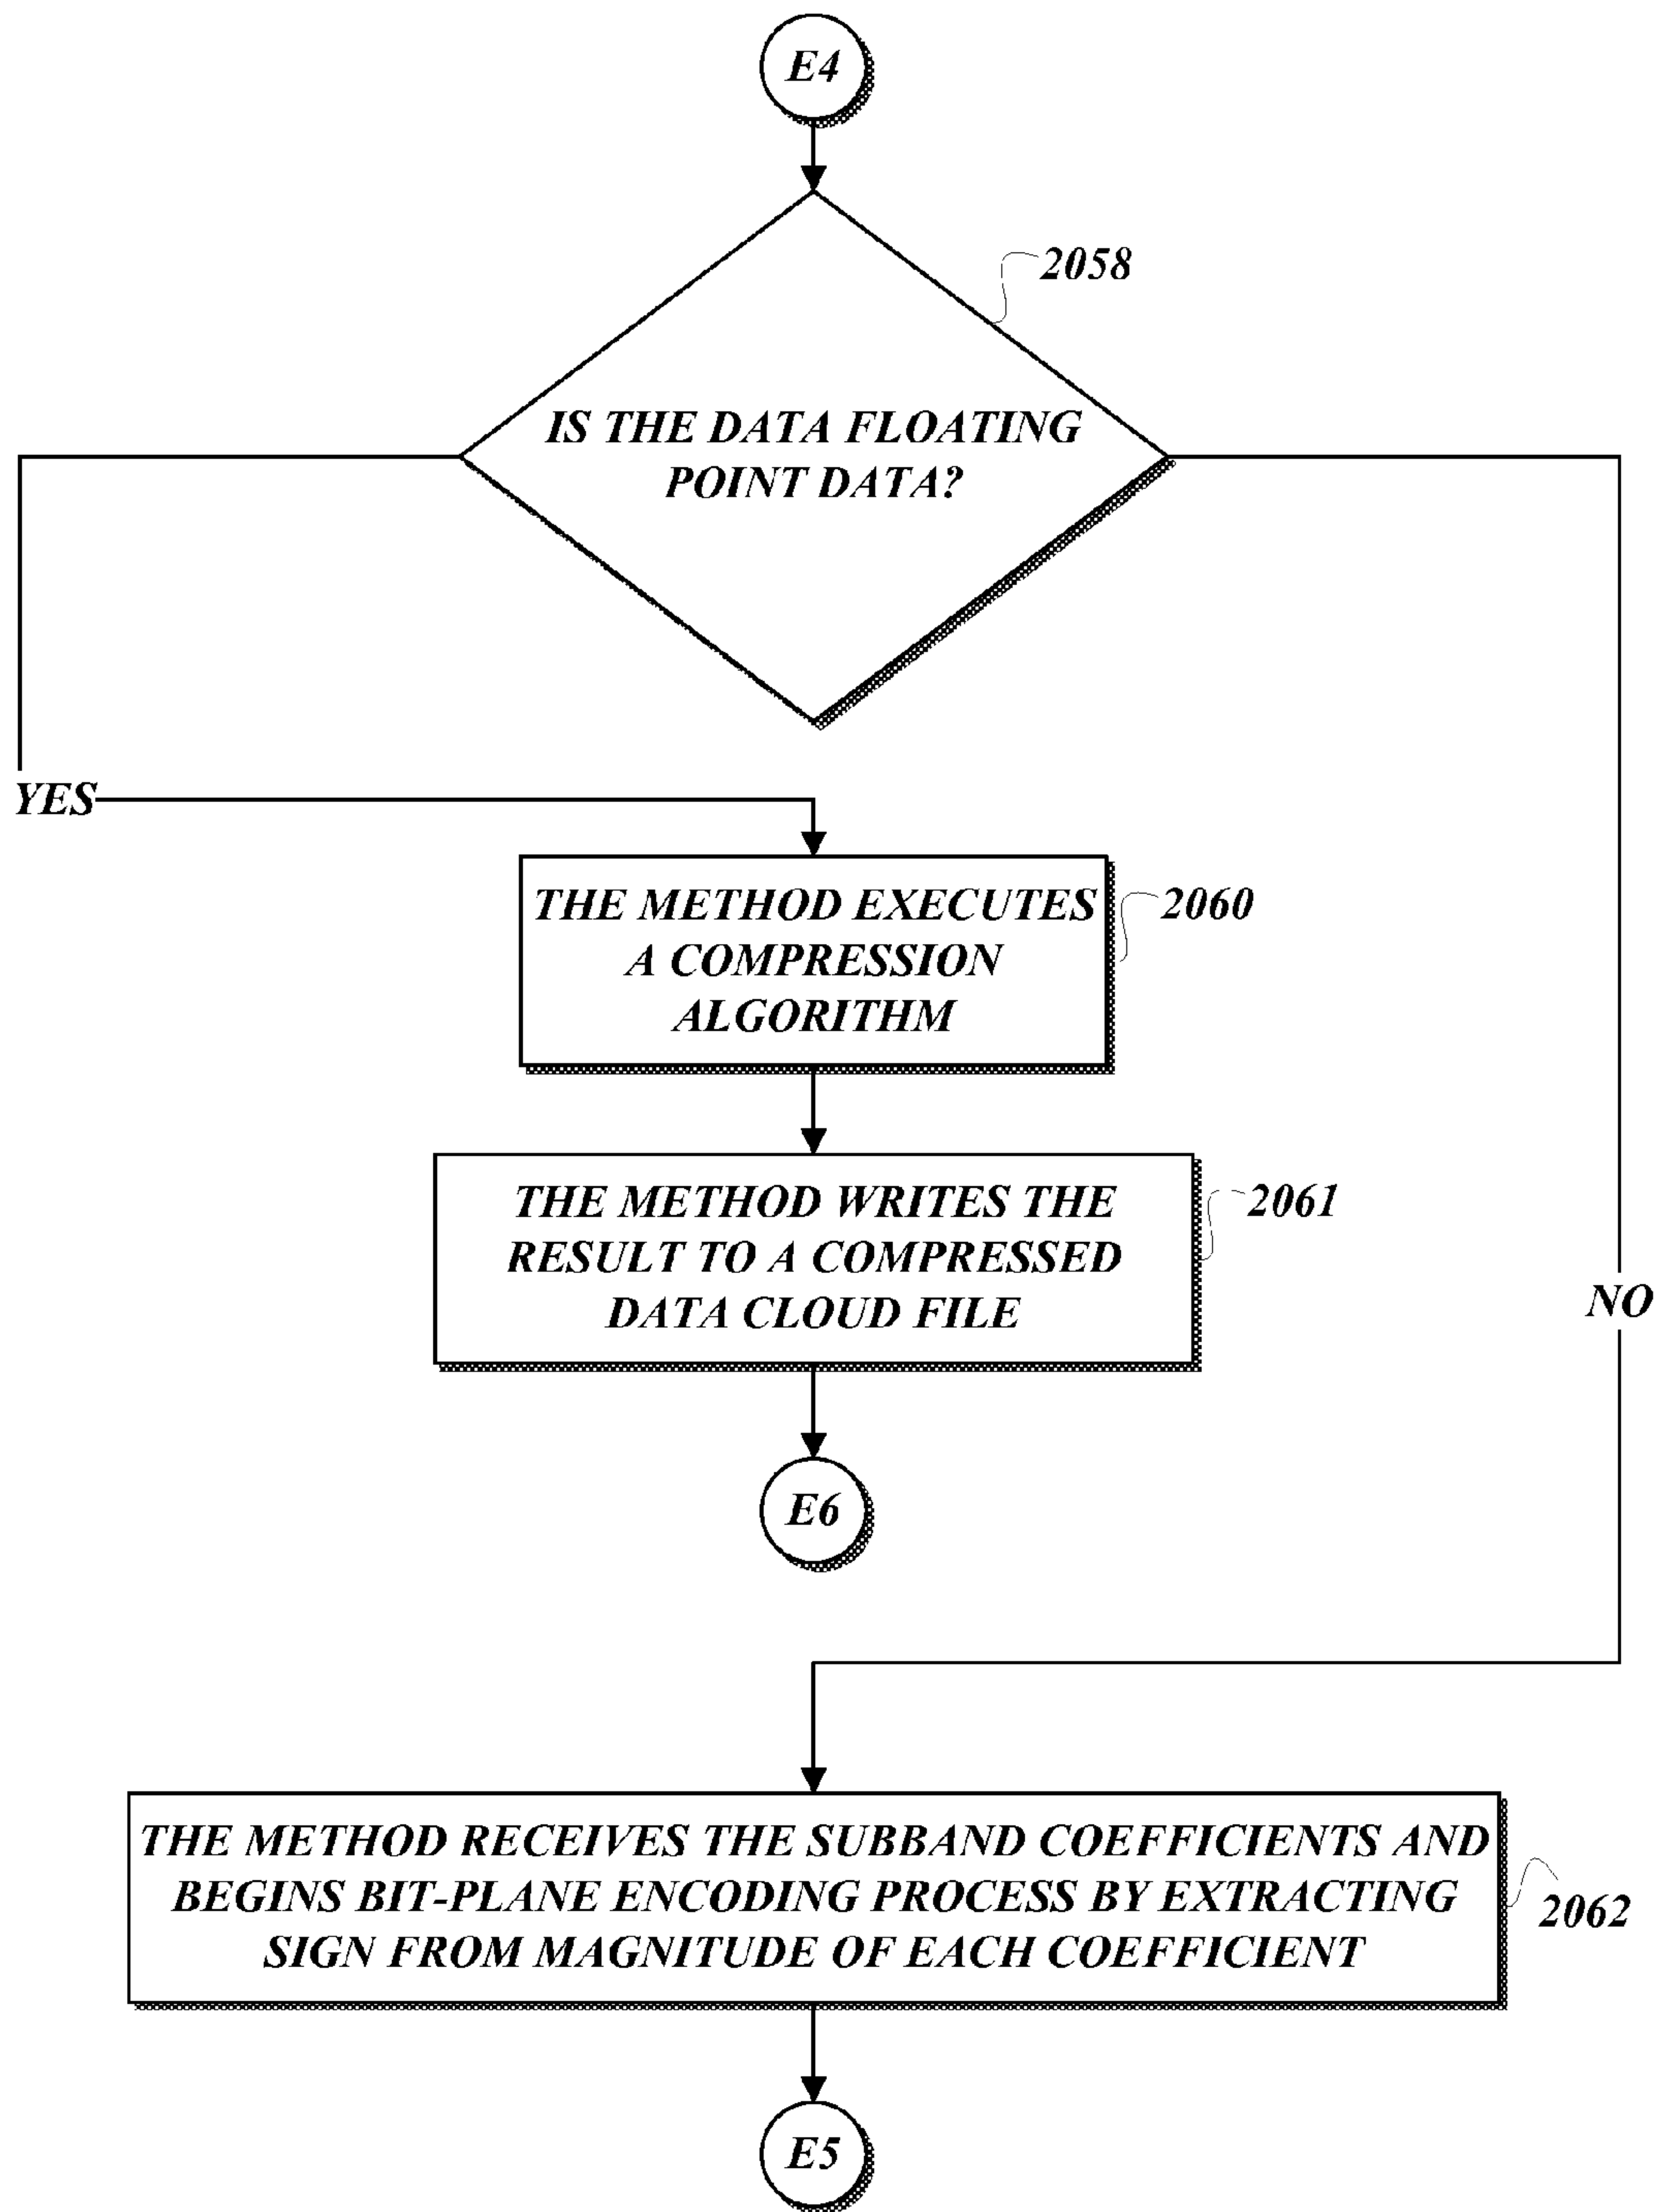 E4
2058
IS THE DATA FLOATING
POINT DATA?
YES
THE METHOD EXECUTES
A COMPRESSION
ALGORITHM
2060
THE METHOD WRITES THE
RESULT TO A COMPRESSED
DATA CLOUD FILE
2061
NO
E6
THE METHOD RECEIVES THE SUBBAND COEFFICIENTS AND
BEGINS BIT-PLANE ENCODING PROCESS BY EXTRACTING
SIGN FROM MAGNITUDE OF EACH COEFFICIENT
2062
E5